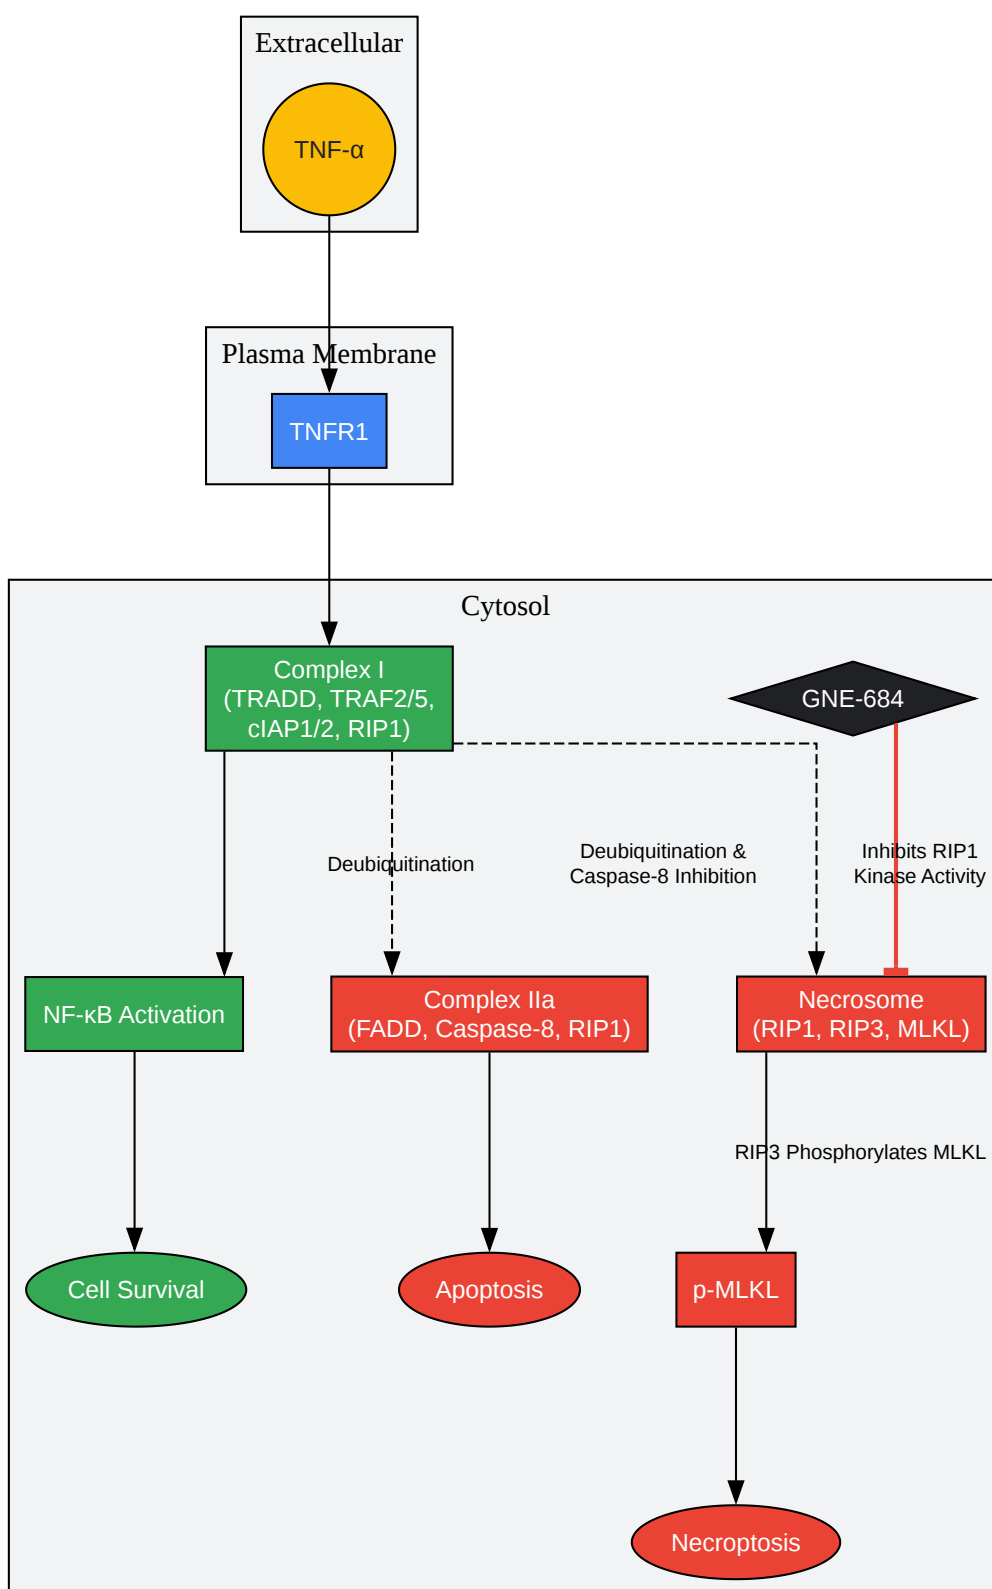 Extracellular
TNF-α
Plasma Membrane
TNFR1
Cytosol
Complex I
(TRADD, TRAF2/5,
cIAP1/2, RIP1)
GNE-684
Deubiquitination
Deubiquitination &
Caspase-8 Inhibition
Inhibits RIP1
Kinase Activity
NF-κB Activation
Complex IIa
(FADD, Caspase-8, RIP1)
Necrosome
(RIP1, RIP3, MLKL)
RIP3 Phosphorylates MLKL
Cell Survival
Apoptosis
p-MLKL
Necroptosis